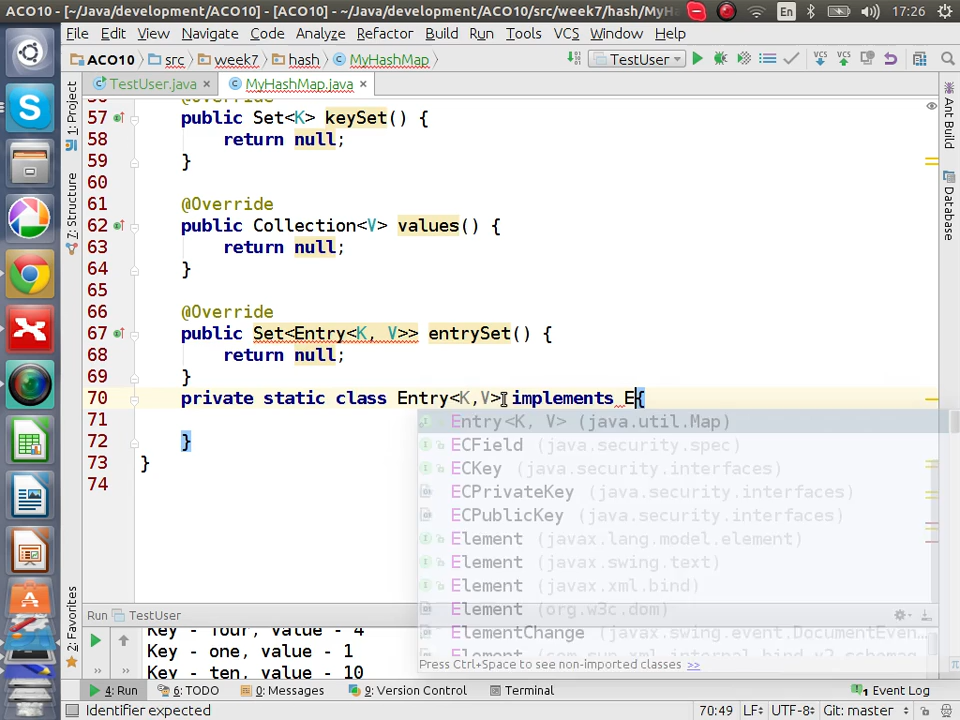 ACO10 - [~/Java/development/ACO10] - [ACO10] - ~/Java/development/ACO10/src/week7/hash/MyHa
En 17:26
File Edit View Navigate Code Analyze Refactor Build Run Tools VCS Window Help
ACO10 src week7 hash MyHashMap TestUser VCS VCS
TestUser.java × MyHashMap.java ×
1: Project
7: Structure
2: Favorites
Ant Build
Database
@Override
57 public Set<K> keySet() {
58 return null;
59 }
60
61 @Override
62 public Collection<V> values() {
63 return null;
64 }
65
66 @Override
67 public Set<Entry<K, V>> entrySet() {
68 return null;
69 }
70 private static class Entry<K,V> implements E{
71
72 }
73 }
74
Entry<K, V> (java.util.Map)
ECField (java.security.spec)
ECKey (java.security.interfaces)
ECPrivateKey (java.security.interfaces)
ECPublicKey (java.security.interfaces)
Element (javax.lang.model.element)
Element (javax.swing.text)
Element (javax.xml.bind)
Element (org.w3c.dom)
ElementChange (javax.swing.event.DocumentEven...
Press Ctrl+Space to see non-imported classes >>
Run TestUser
Key - four, value - 4
Key - one, value - 1
Key - ten, value - 10
4: Run 6: TODO 0: Messages 9: Version Control Terminal Event Log
Identifier expected 70:49 LF÷ UTF-8÷ Git: master